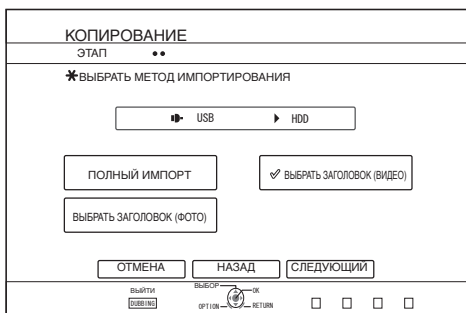 КОПИРОВАНИЕ
ЭТАП ●●
*ВЫБРАТЬ МЕТОД ИМПОРТИРОВАНИЯ
USB ▶ HDD
ПОЛНЫЙ ИМПОРТ
✓ ВЫБРАТЬ ЗАГОЛОВОК (ВИДЕО)
ВЫБРАТЬ ЗАГОЛОВОК (ФОТО)
ОТМЕНА НАЗАД СЛЕДУЮЩИЙ
ВЫЙТИ ВЫБОР OK
DUBBING OPTION RETURN